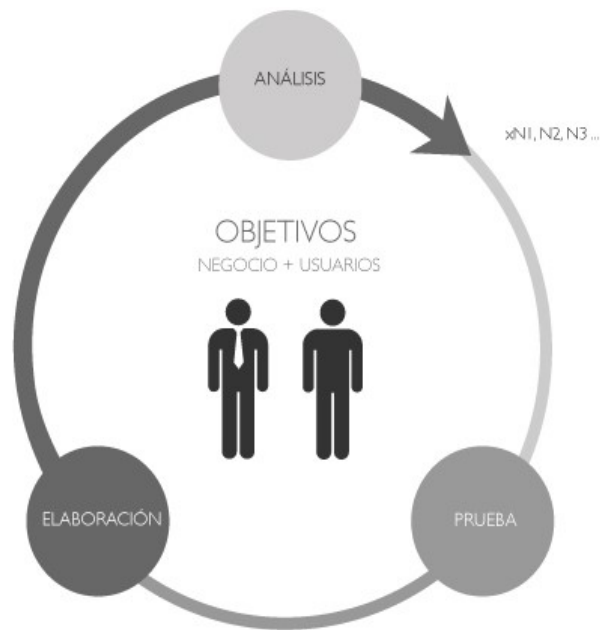 ANÁLISIS
xN1, N2, N3 ...
OBJETIVOS
NEGOCIO + USUARIOS
ELABORACIÓN
PRUEBA